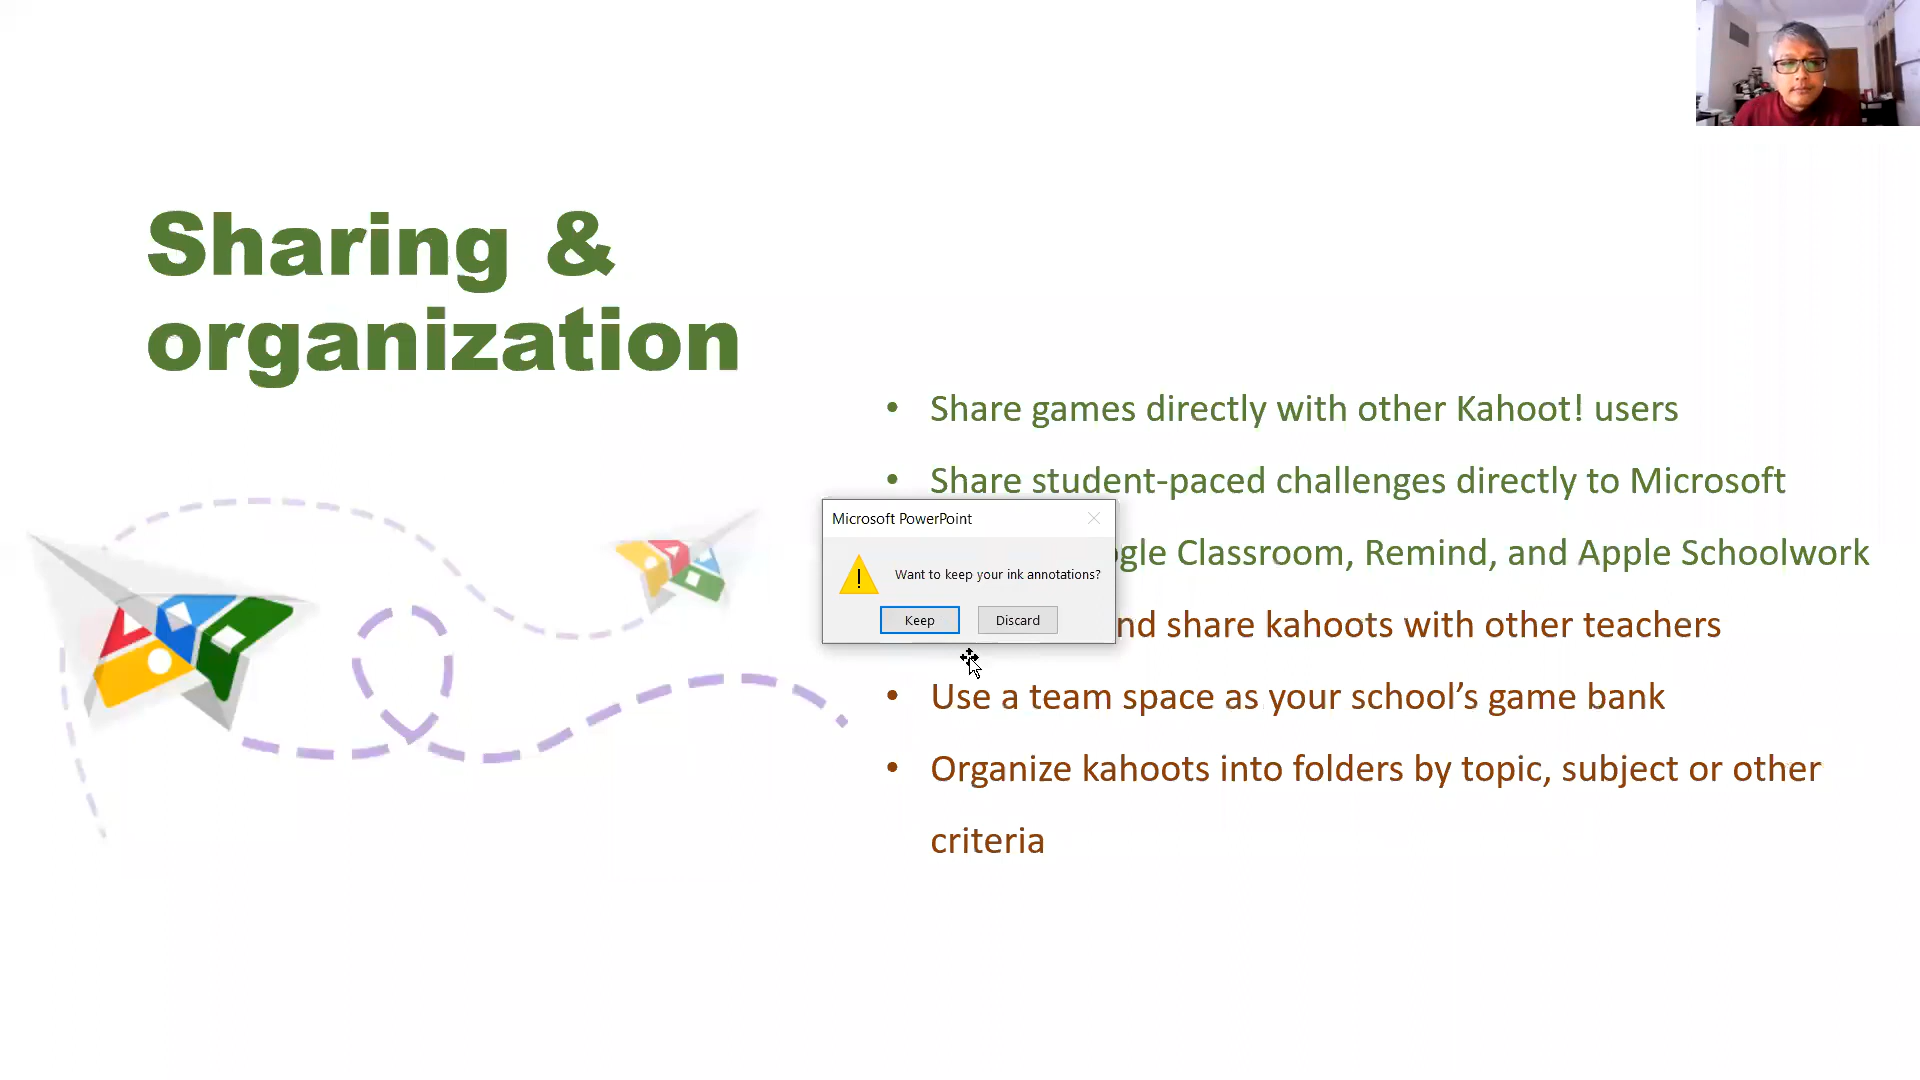 Sharing &
organization
• Share games directly with other Kahoot! users
• Share student-paced challenges directly to Microsoft
Classroom, Remind, and Apple Schoolwork
share kahoots with other teachers
• Use a team space as your school’s game bank
• Organize kahoots into folders by topic, subject or other
criteria
Microsoft PowerPoint
Want to keep your ink annotations?
Keep
Discard